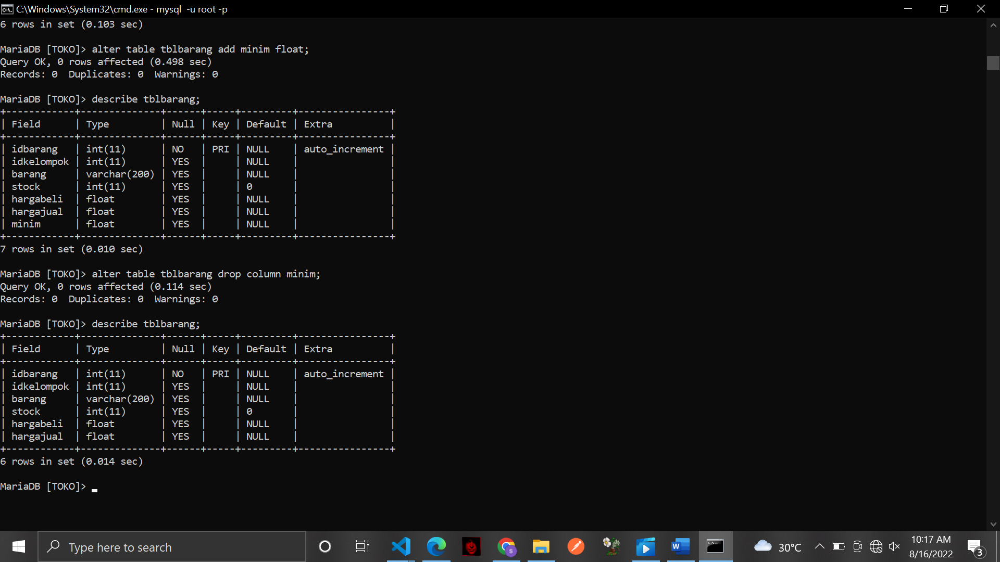 C:\Windows\System32\cmd.exe - mysql  -u root -p
6 rows in set (0.103 sec)

MariaDB [TOKO]> alter table tblbarang add minim float;
Query OK, 0 rows affected (0.498 sec)
Records: 0  Duplicates: 0  Warnings: 0

MariaDB [TOKO]> describe tblbarang;
+------------+--------------+------+-----+---------+----------------+
| Field      | Type         | Null | Key | Default | Extra          |
+------------+--------------+------+-----+---------+----------------+
| idbarang   | int(11)      | NO   | PRI | NULL    | auto_increment |
| idkelompok | int(11)      | YES  |     | NULL    |                |
| barang     | varchar(200) | YES  |     | NULL    |                |
| stock      | int(11)      | YES  |     | 0       |                |
| hargabeli  | float        | YES  |     | NULL    |                |
| hargajual  | float        | YES  |     | NULL    |                |
| minim      | float        | YES  |     | NULL    |                |
+------------+--------------+------+-----+---------+----------------+
7 rows in set (0.010 sec)

MariaDB [TOKO]> alter table tblbarang drop column minim;
Query OK, 0 rows affected (0.114 sec)
Records: 0  Duplicates: 0  Warnings: 0

MariaDB [TOKO]> describe tblbarang;
+------------+--------------+------+-----+---------+----------------+
| Field      | Type         | Null | Key | Default | Extra          |
+------------+--------------+------+-----+---------+----------------+
| idbarang   | int(11)      | NO   | PRI | NULL    | auto_increment |
| idkelompok | int(11)      | YES  |     | NULL    |                |
| barang     | varchar(200) | YES  |     | NULL    |                |
| stock      | int(11)      | YES  |     | 0       |                |
| hargabeli  | float        | YES  |     | NULL    |                |
| hargajual  | float        | YES  |     | NULL    |                |
+------------+--------------+------+-----+---------+----------------+
6 rows in set (0.014 sec)

MariaDB [TOKO]>
Type here to search
30°C
10:17 AM
8/16/2022
3